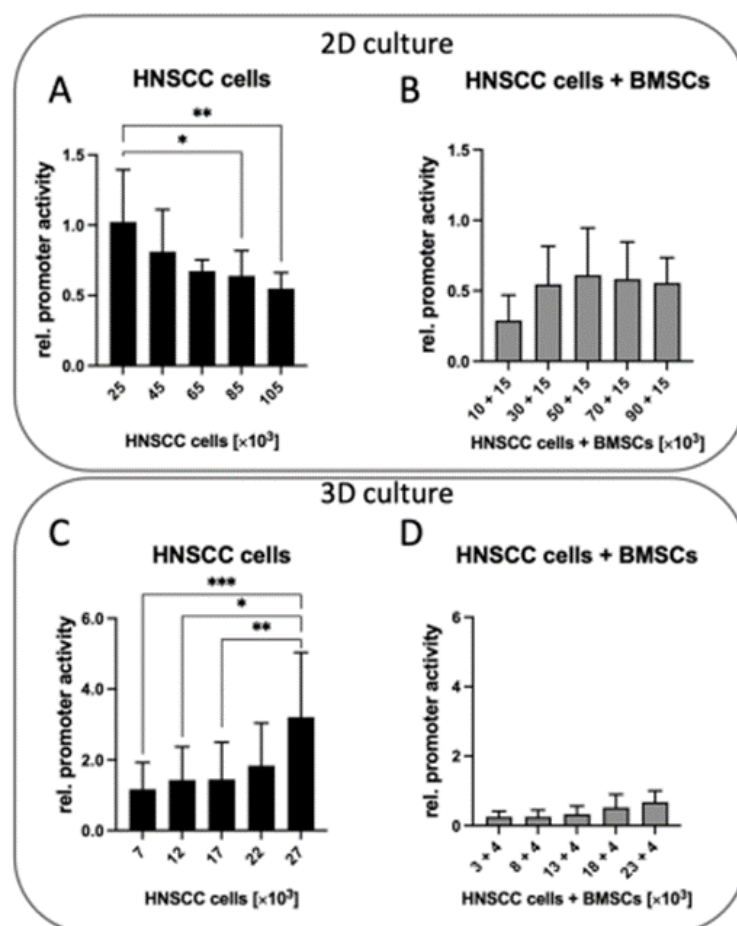 2D culture
A
HNSCC cells
**
*
rel. promoter activity
1.5
1.0
0.5
0.0
25 45 65 85 105
HNSCC cells [×10³]
B
HNSCC cells + BMSCs
rel. promoter activity
1.5
1.0
0.5
0.0
10 + 15 30 + 15 50 + 15 70 + 15 90 + 15
HNSCC cells + BMSCs [×10³]
3D culture
C
HNSCC cells
***
*
**
rel. promoter activity
6.0
4.0
2.0
0.0
7 12 17 22 27
HNSCC cells [×10³]
D
HNSCC cells + BMSCs
rel. promoter activity
6
4
2
0
3 + 4 8 + 4 13 + 4 18 + 4 23 + 4
HNSCC cells + BMSCs [×10³]